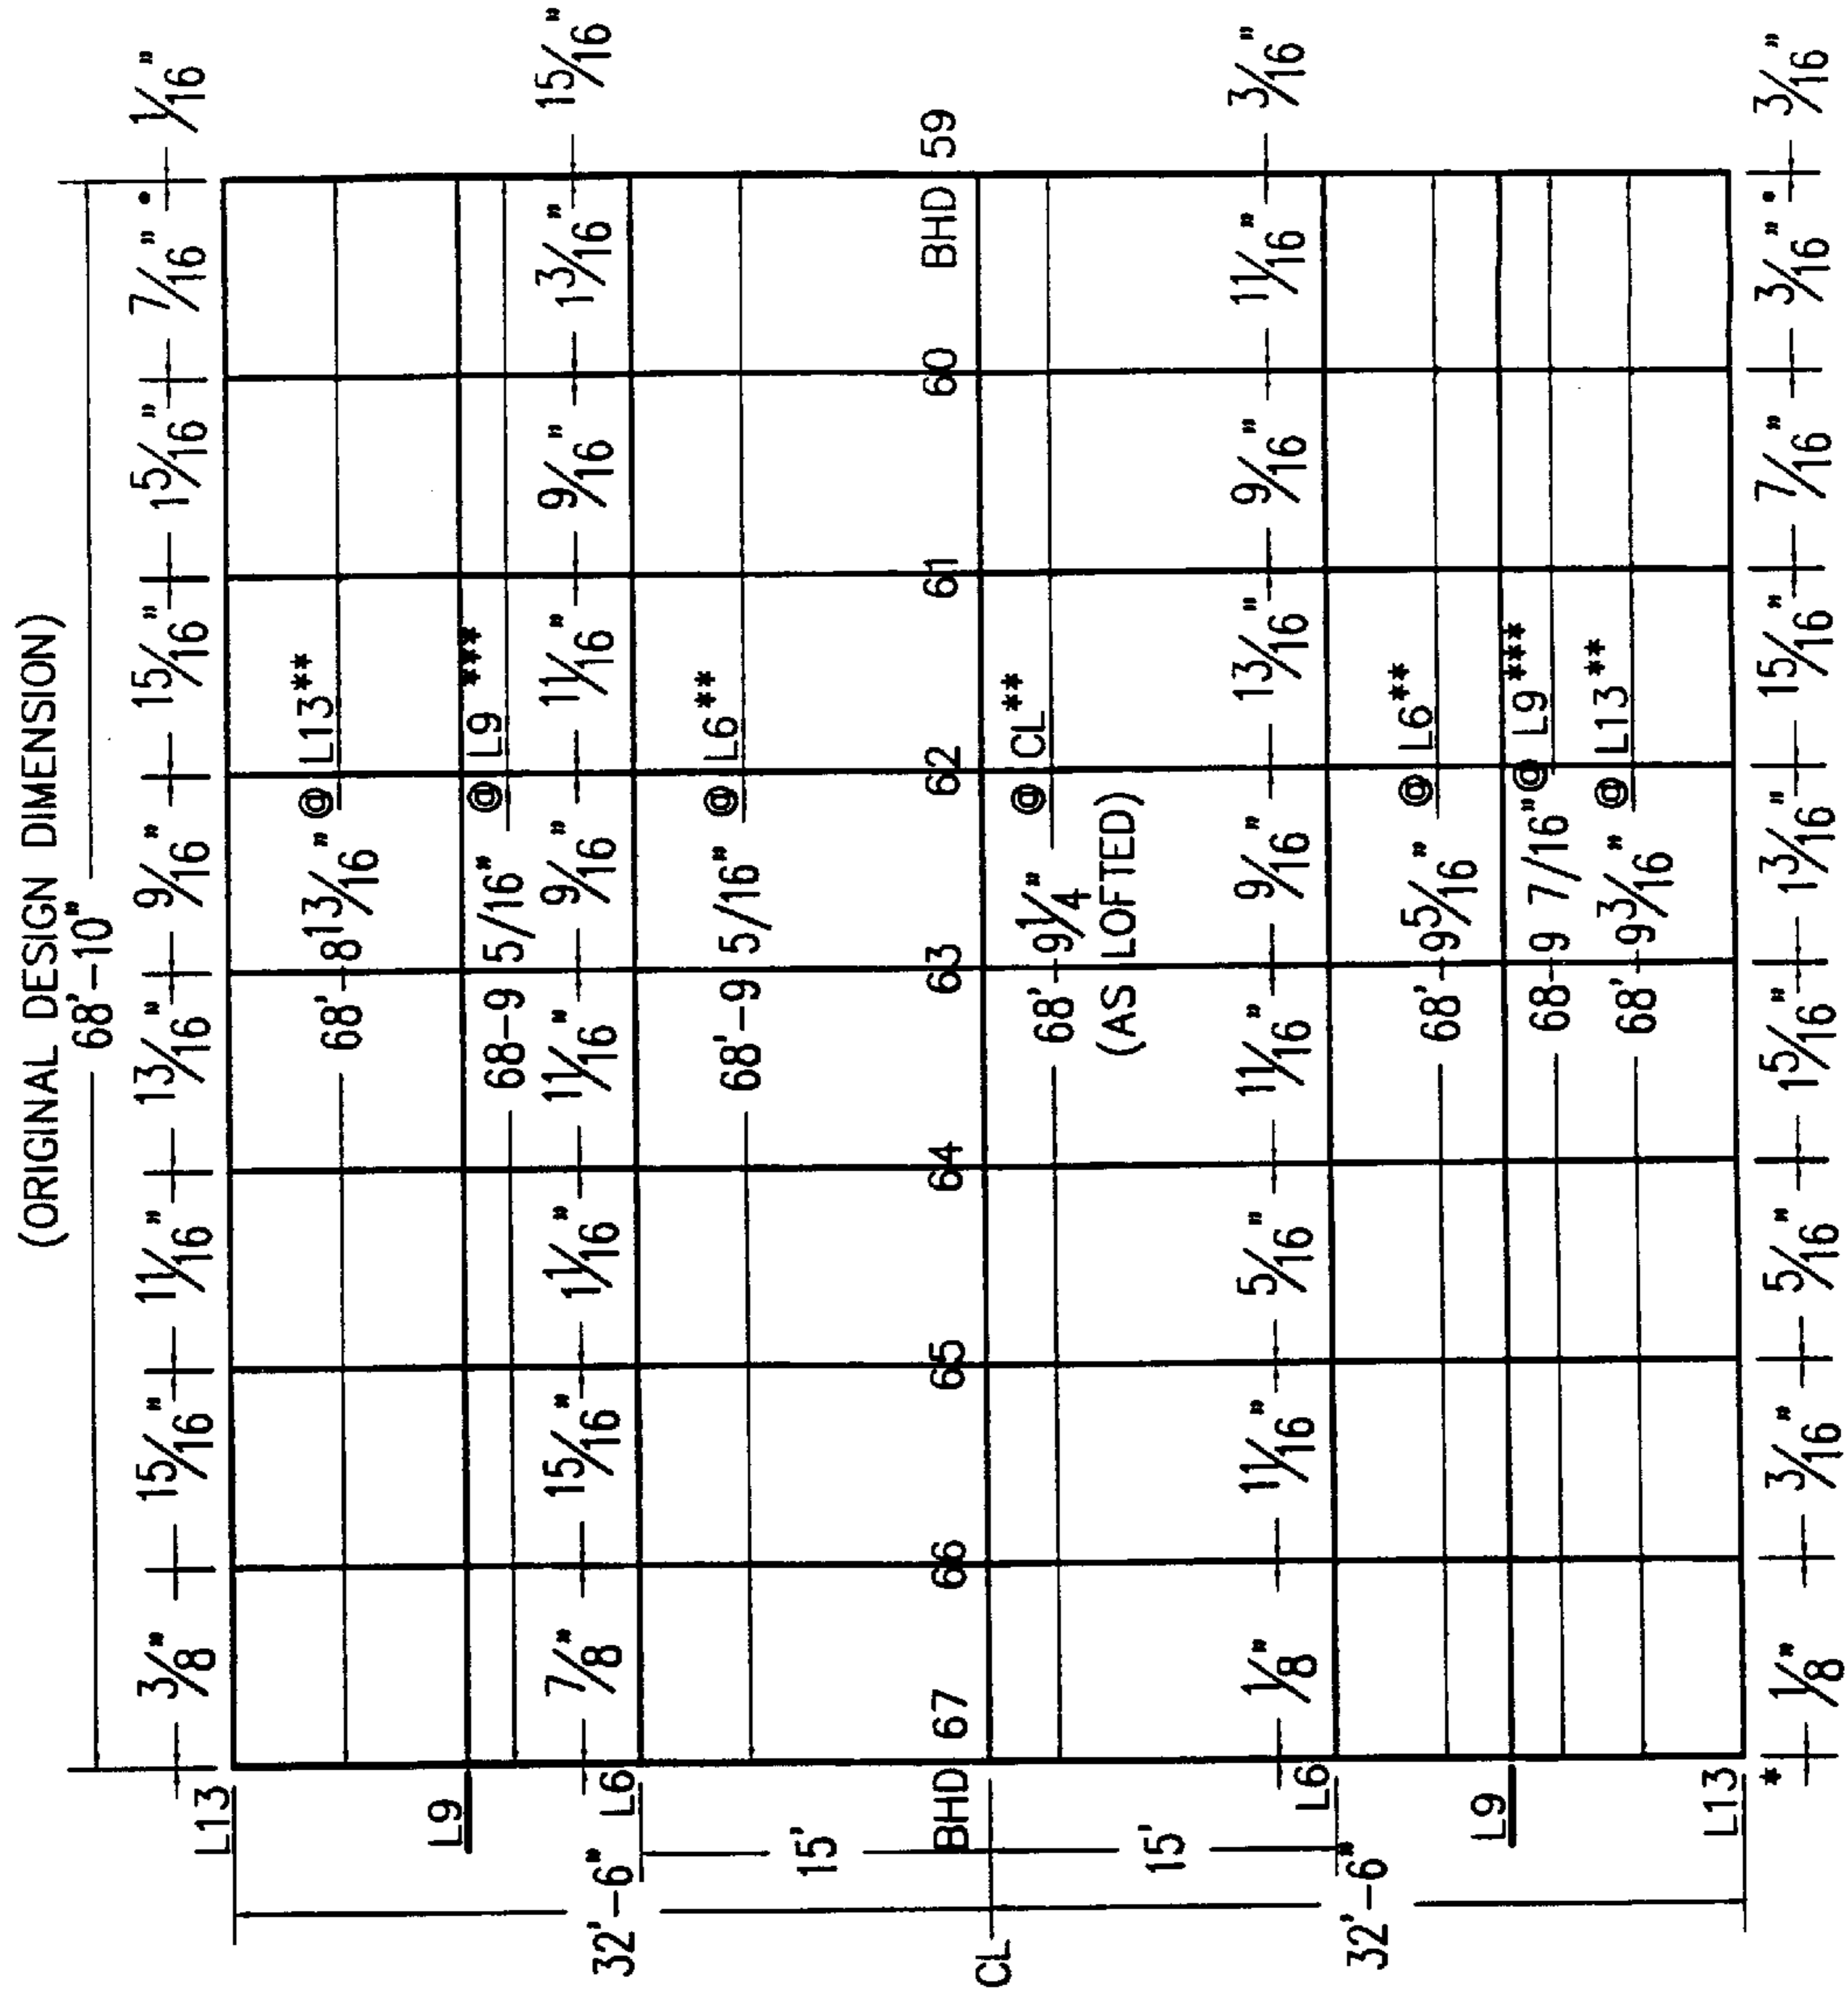 (ORIGINAL DESIGN DIMENSION)
68'-10"
3/8" 15/16" 11/16" 13/16" 9/16" 15/16" 15/16" 7/16" • 1/16"
L13
68'-8 13/16" @ L13**
L9
68-9 5/16" @ L9 ***
7/8" 15/16" 11/16" 11/16" 9/16" 11/16" 9/16" 13/16" 15/16"
L6
32'-6"
68'-9 5/16" @ L6**
15'
BHD 67 66 65 64 63 62 61 60 BHD 59
CL
68'-9 1/4" @ CL**
(AS LOFTED)
15'
1/8" 11/16" 5/16" 11/16" 9/16" 13/16" 9/16" 11/16" 3/16"
L6
32'-6"
68'-9 5/16" @ L6**
L9
68-9 7/16" @ L9***
68'-9 3/16" @ L13**
L13
* 1/8" 3/16" 5/16" 15/16" 13/16" 15/16" 7/16" 3/16" • 3/16"